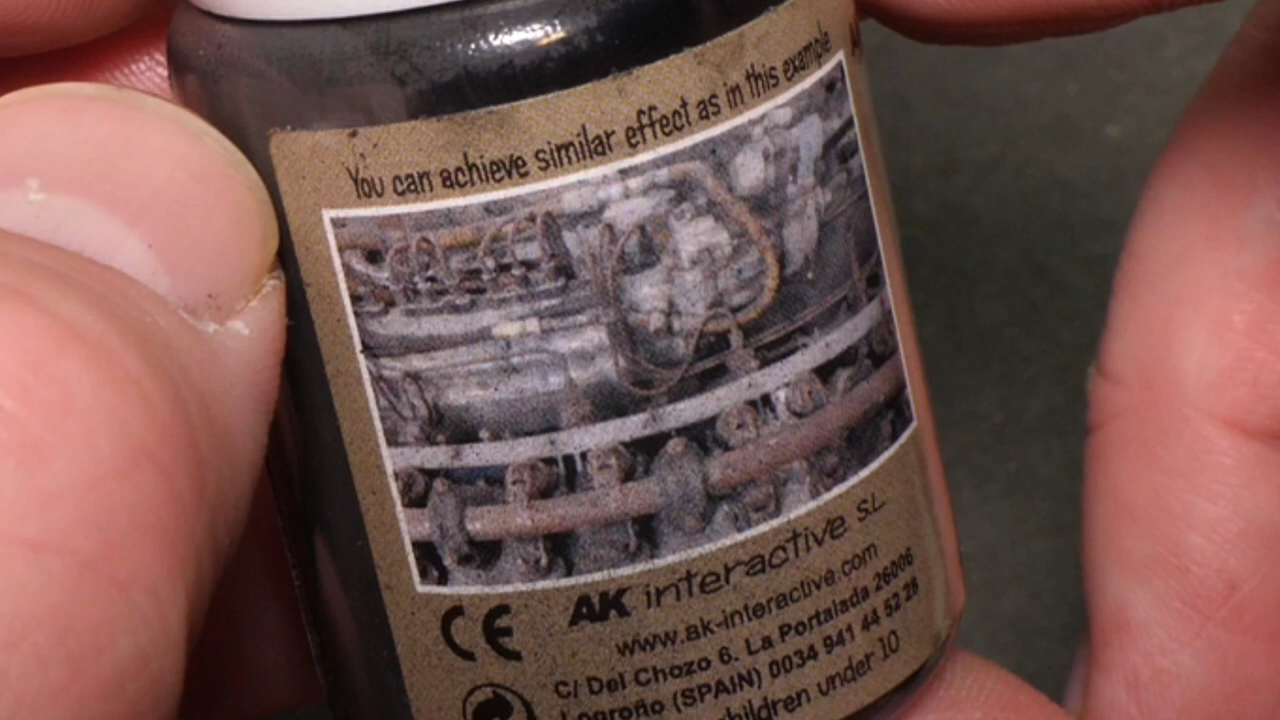 You can achieve similar effect as in this example
CE AK interactive S.L
www.ak-interactive.com
C/ Del Chozo 6. La Portalada 26006
Logroño (SPAIN) 0034 941 44 52 28
children under 10